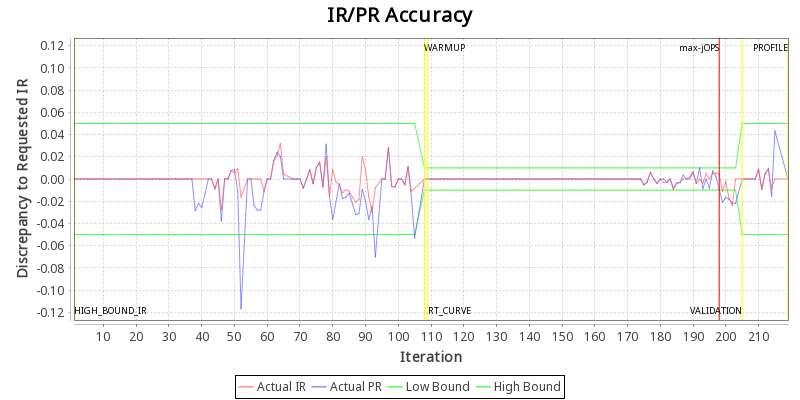 IR/PR Accuracy
Discrepancy to Requested IR
0.12
0.10
0.08
0.06
0.04
0.02
0.00
-0.02
-0.04
-0.06
-0.08
-0.10
-0.12
WARMUP
max-jOPS
PROFILE
HIGH_BOUND_IR
RT_CURVE
VALIDATION
10 20 30 40 50 60 70 80 90 100 110 120 130 140 150 160 170 180 190 200 210
Iteration
Actual IR Actual PR Low Bound High Bound